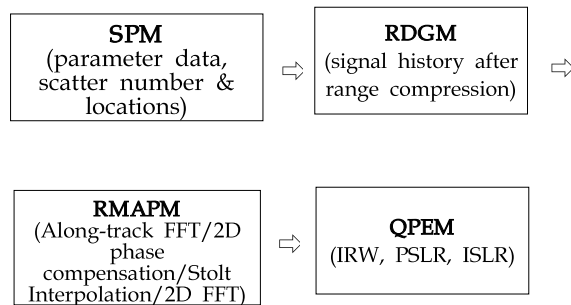 SPM
(parameter data,
scatter number &
locations)
RDGM
(signal history after
range compression)
RMAPM
(Along-track FFT/2D
phase
compensation/Stolt
Interpolation/2D FFT)
QPEM
(IRW, PSLR, ISLR)